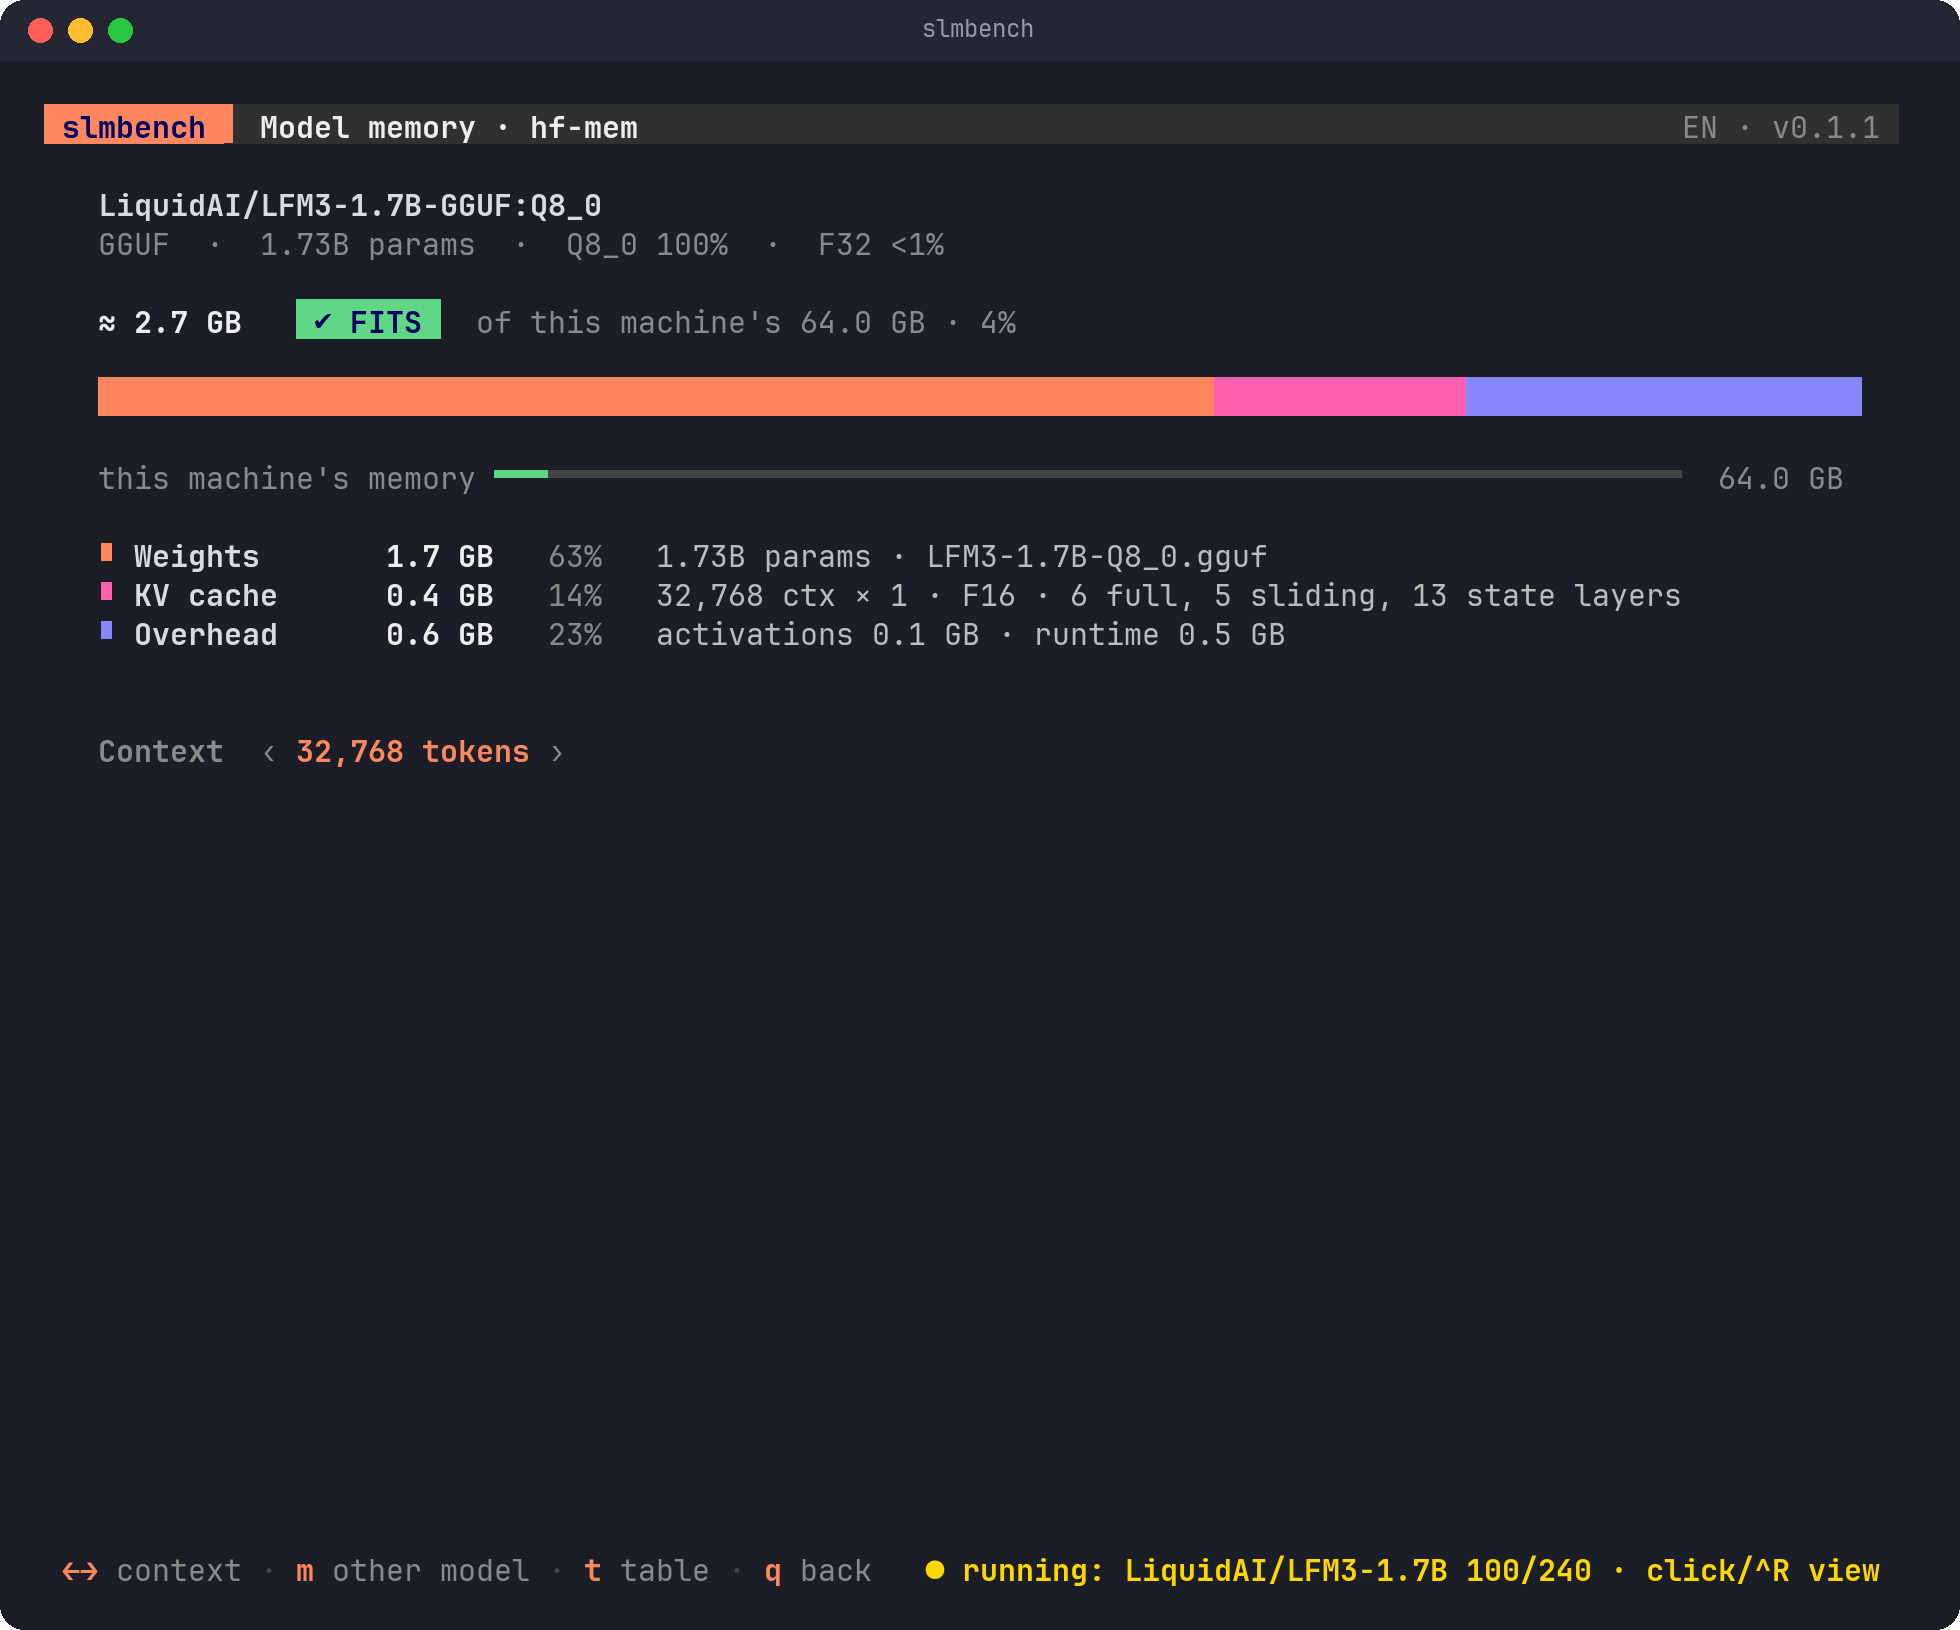 slmbench
slmbench Model memory · hf-mem EN · v0.1.1
LiquidAI/LFM3-1.7B-GGUF:Q8_0
GGUF · 1.73B params · Q8_0 100% · F32 <1%
≈ 2.7 GB ✔ FITS of this machine's 64.0 GB · 4%
this machine's memory 64.0 GB
Weights 1.7 GB 63% 1.73B params · LFM3-1.7B-Q8_0.gguf
KV cache 0.4 GB 14% 32,768 ctx × 1 · F16 · 6 full, 5 sliding, 13 state layers
Overhead 0.6 GB 23% activations 0.1 GB · runtime 0.5 GB
Context ‹ 32,768 tokens ›
←→ context · m other model · t table · q back ● running: LiquidAI/LFM3-1.7B 100/240 · click/^R view